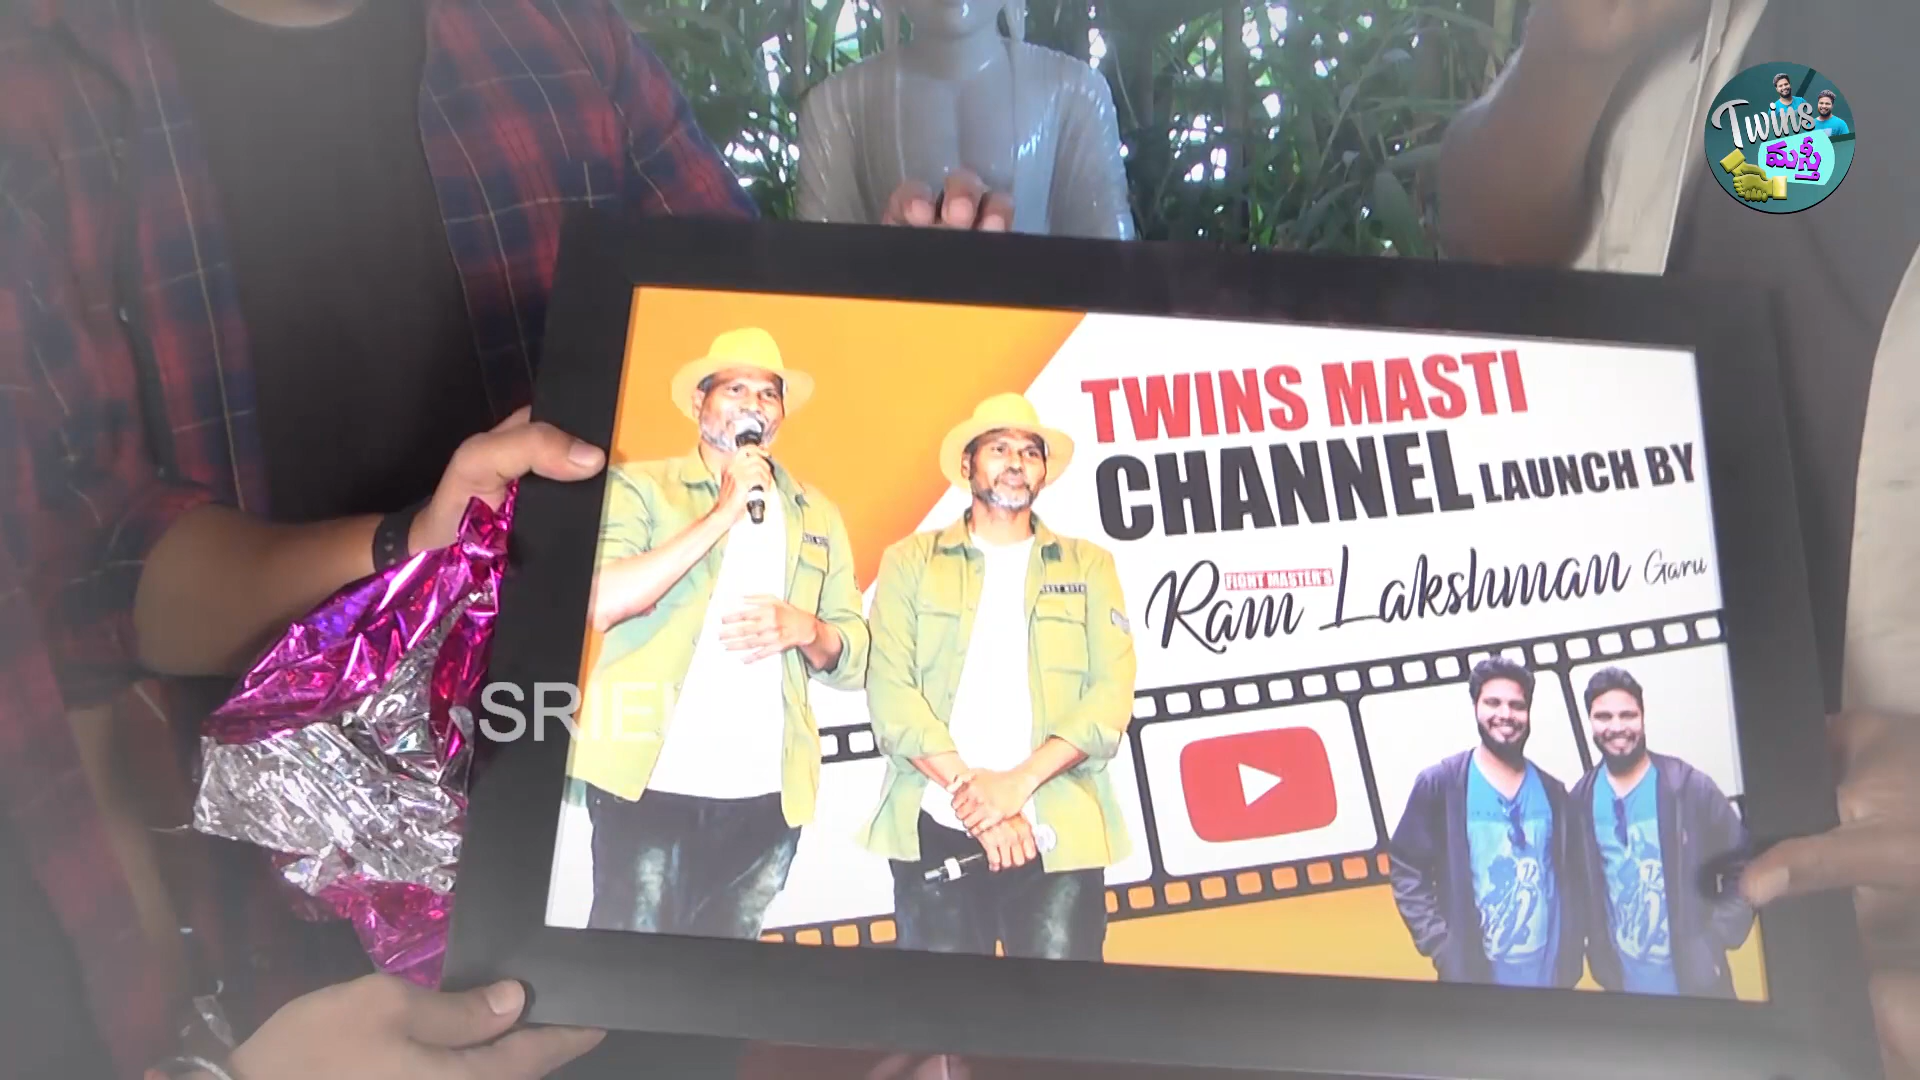 Twins
మస్తీ
TWINS MASTI
CHANNEL LAUNCH BY
FIGHT MASTER'S
Ram Lakshman Garu